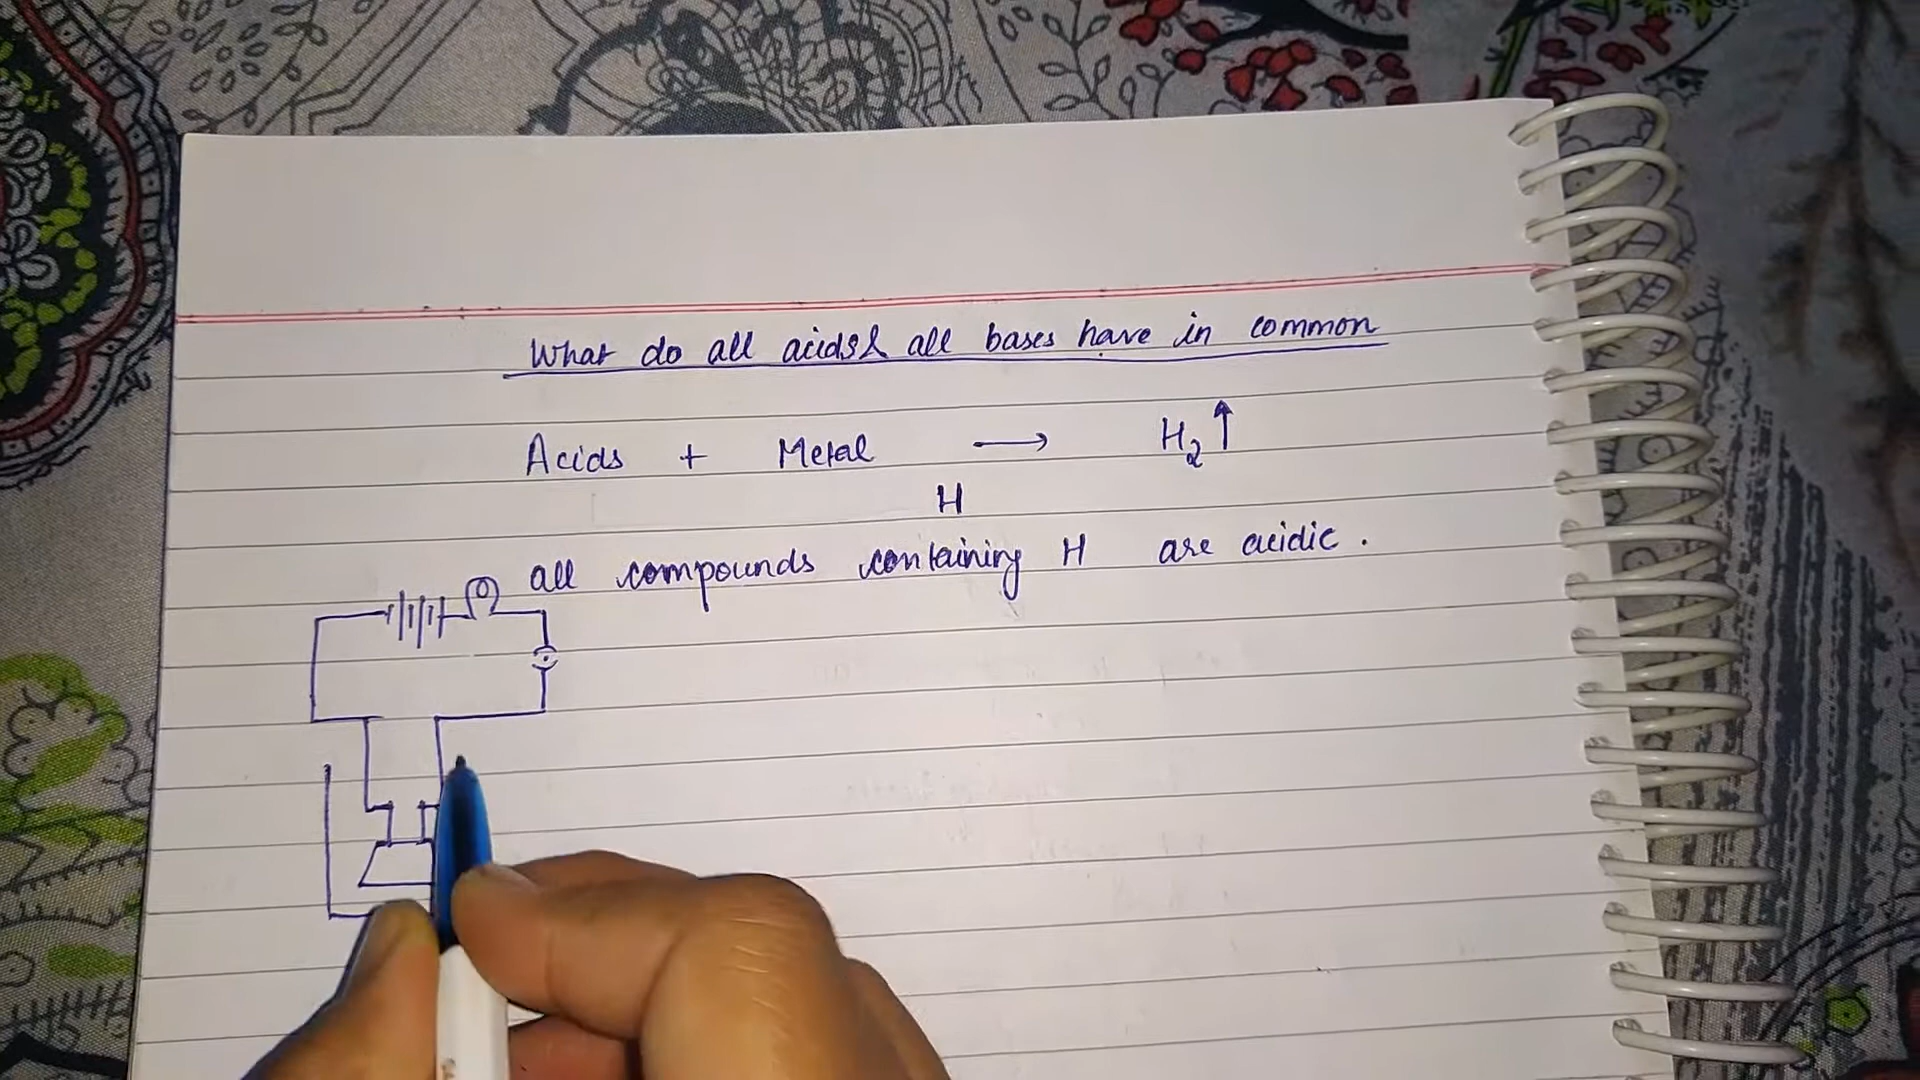 What do all acids & all bases have in common
Acids + Metal → H₂↑
H
all compounds containing H are acidic.